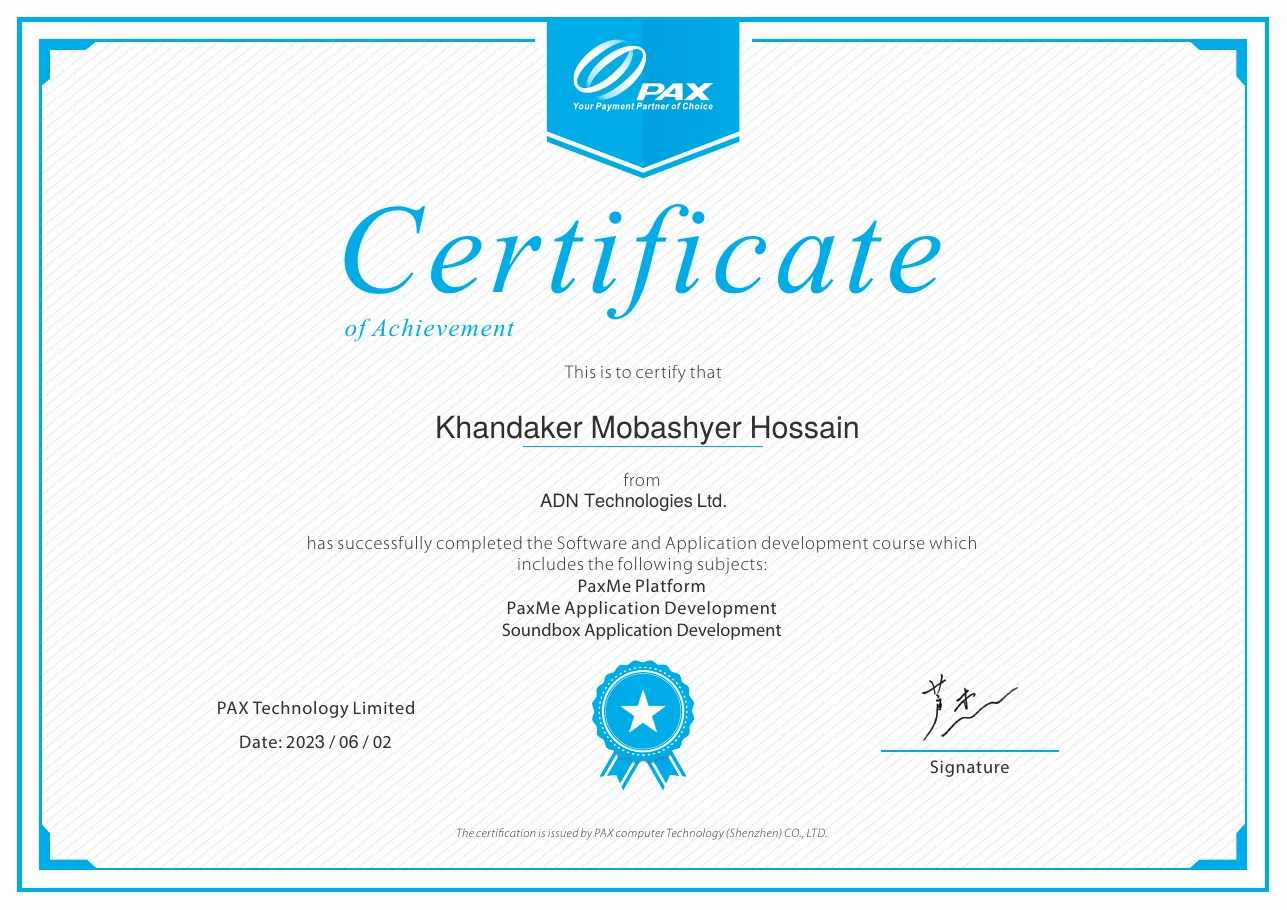 PAX
Your Payment Partner of Choice
Certificate
of Achievement
This is to certify that
Khandaker Mobashyer Hossain
from
ADN Technologies Ltd.
has successfully completed the Software and Application development course which
includes the following subjects:
PaxMe Platform
PaxMe Application Development
Soundbox Application Development
PAX Technology Limited
Date: 2023 / 06 / 02
Signature
The certification is issued by PAX computer Technology (Shenzhen) CO., LTD.